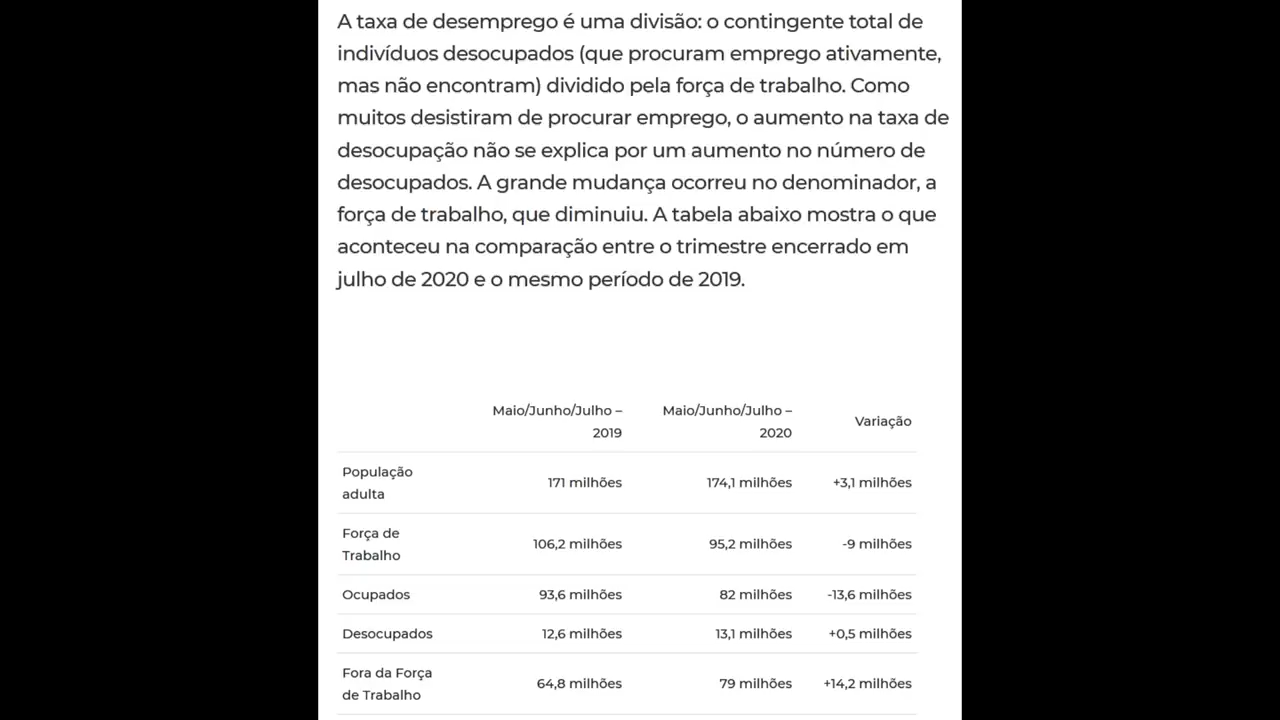 A taxa de desemprego é uma divisão: o contingente total de
indivíduos desocupados (que procuram emprego ativamente,
mas não encontram) dividido pela força de trabalho. Como
muitos desistiram de procurar emprego, o aumento na taxa de
desocupação não se explica por um aumento no número de
desocupados. A grande mudança ocorreu no denominador, a
força de trabalho, que diminuiu. A tabela abaixo mostra o que
aconteceu na comparação entre o trimestre encerrado em
julho de 2020 e o mesmo período de 2019.
Maio/Junho/Julho – Maio/Junho/Julho – Variação
2019 2020
População
adulta 171 milhões 174,1 milhões +3,1 milhões
Força de
Trabalho 106,2 milhões 95,2 milhões -9 milhões
Ocupados 93,6 milhões 82 milhões -13,6 milhões
Desocupados 12,6 milhões 13,1 milhões +0,5 milhões
Fora da Força
de Trabalho 64,8 milhões 79 milhões +14,2 milhões